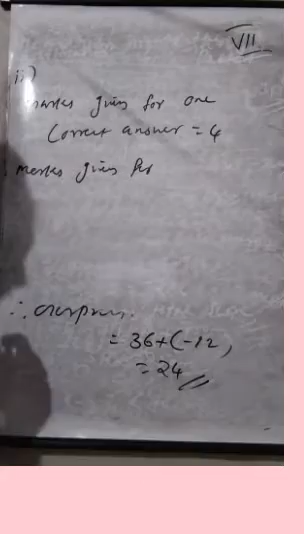 VII.
ii)
marks given for one
Correct answer = 4
marks given for
∴
= 36+(-12,
= 24